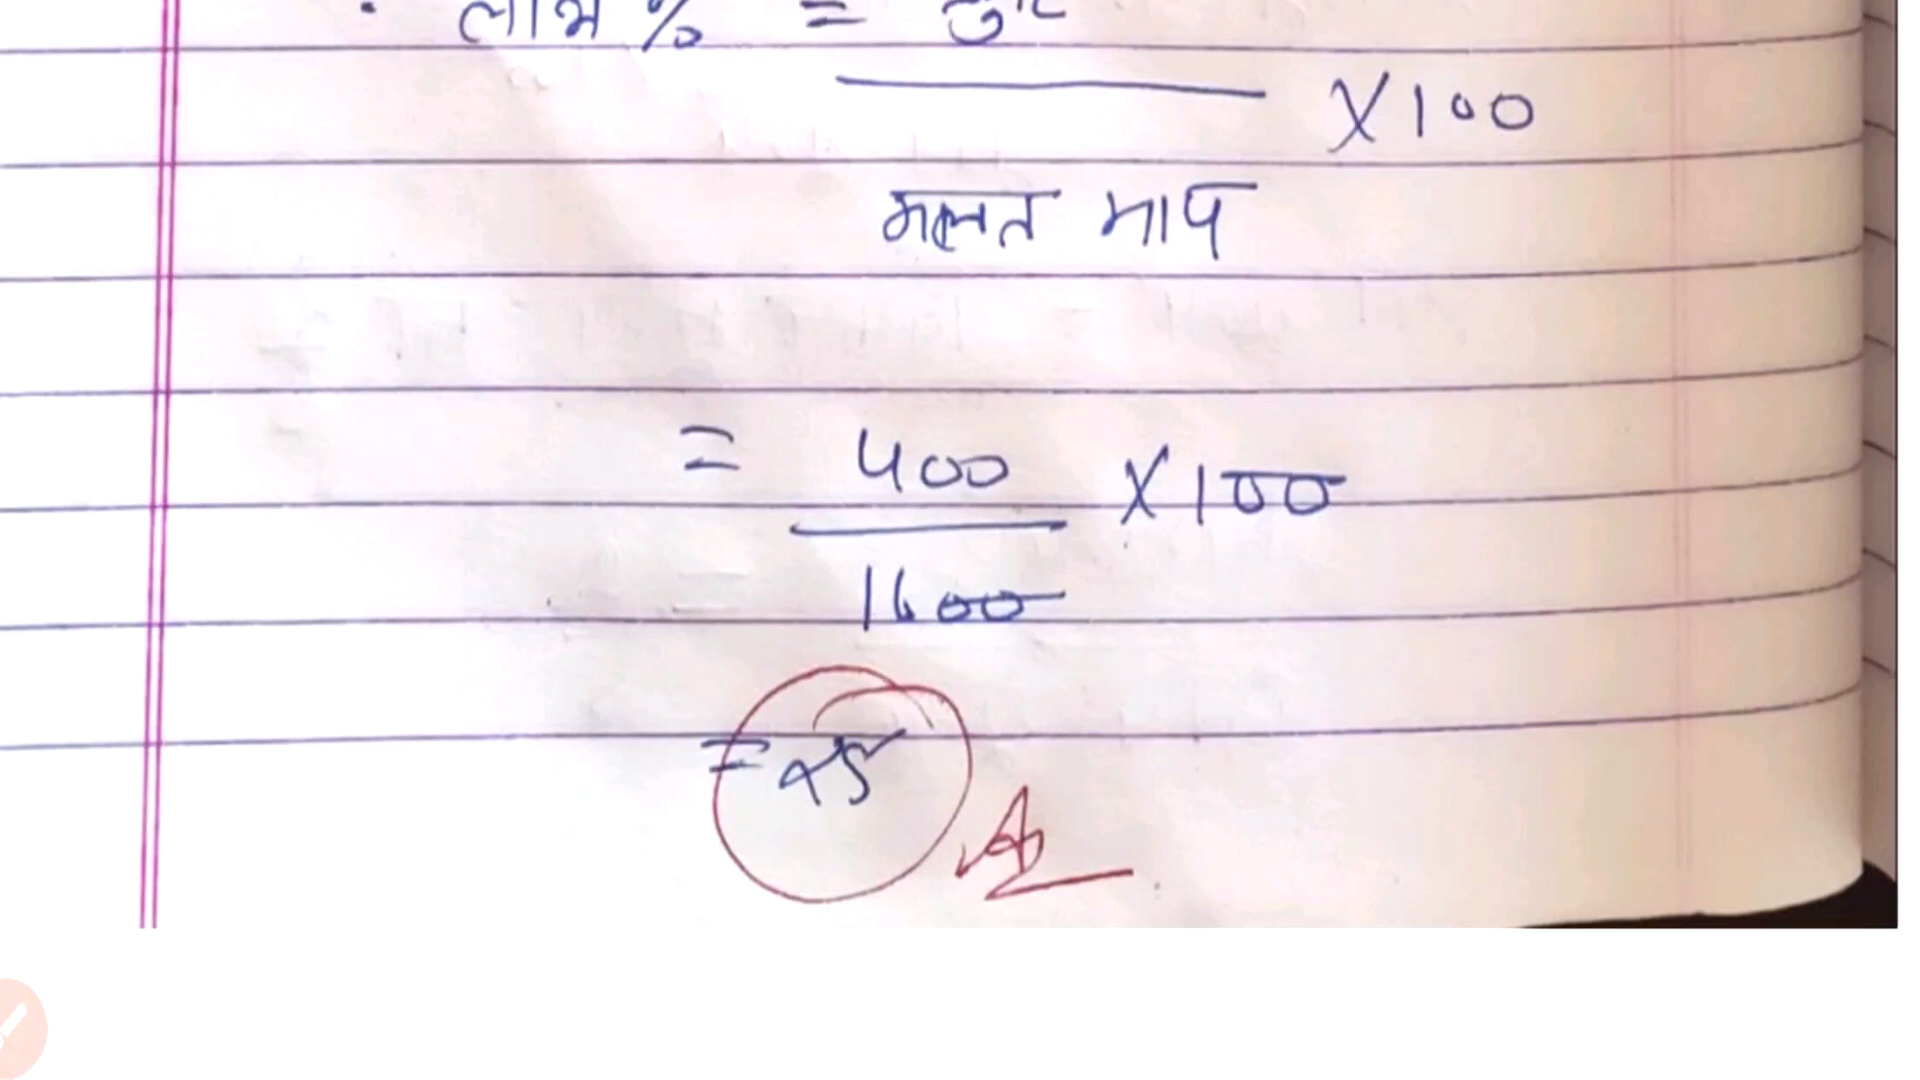 लाभ % =
X 100
गलत माप
= 400 X 100
1600
= 25
A